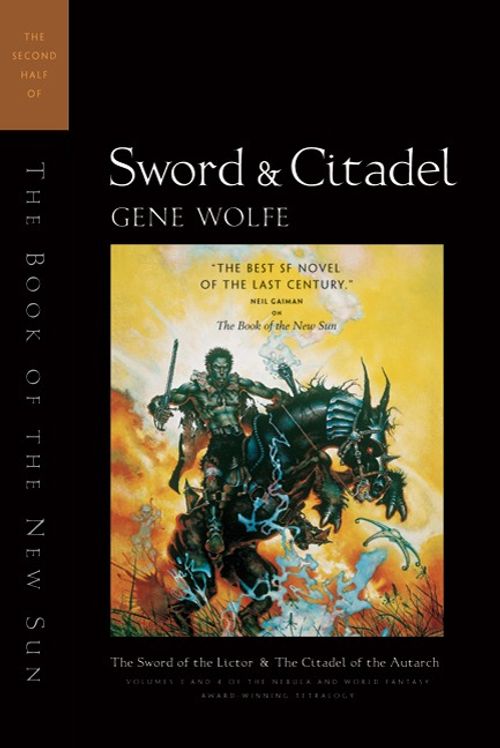 THE
SECOND
HALF
OF
THE BOOK OF THE NEW SUN
Sword & Citadel
GENE WOLFE
"THE BEST SF NOVEL
OF THE LAST CENTURY."
NEIL GAIMAN
ON
The Book of the New Sun
The Sword of the Lictor & The Citadel of the Autarch
VOLUMES 3 AND 4 OF THE NEBULA AND WORLD FANTASY
AWARD-WINNING TETRALOGY